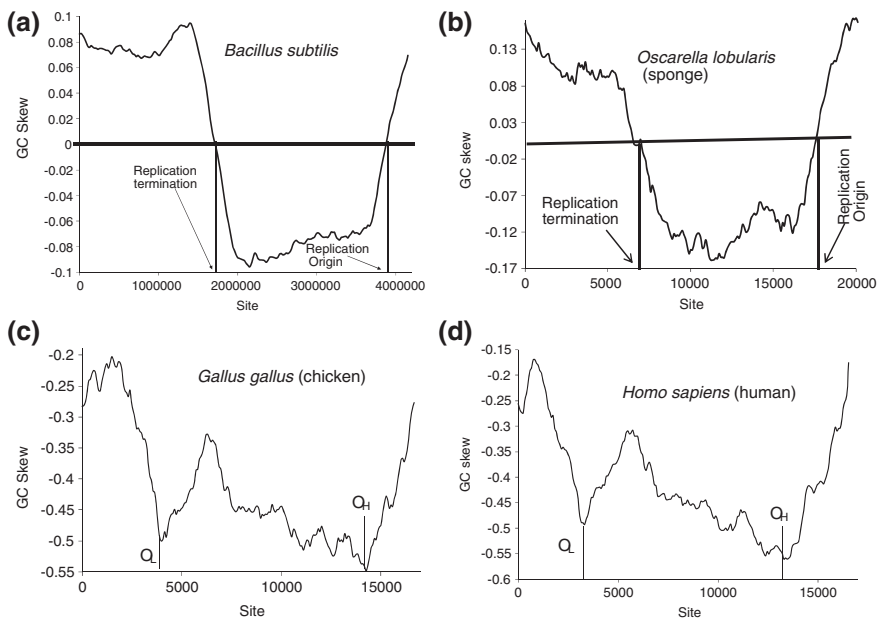 (a)
Bacillus subtilis
GC Skew
0.1
0.08
0.06
0.04
0.02
0
-0.02
-0.04
-0.06
-0.08
-0.1
Replication
termination
Replication
Origin
0
1000000
2000000
3000000
4000000
Site
(b)
Oscarella lobularis
(sponge)
GC skew
0.13
0.08
0.03
-0.02
-0.07
-0.12
-0.17
Replication
termination
Replication
Origin
0
5000
10000
15000
20000
Site
(c)
Gallus gallus (chicken)
GC Skew
-0.2
-0.25
-0.3
-0.35
-0.4
-0.45
-0.5
-0.55
OL
OH
0
5000
10000
15000
Site
(d)
Homo sapiens (human)
GC Skew
-0.15
-0.2
-0.25
-0.3
-0.35
-0.4
-0.45
-0.5
-0.55
-0.6
OL
OH
0
5000
10000
15000
Site